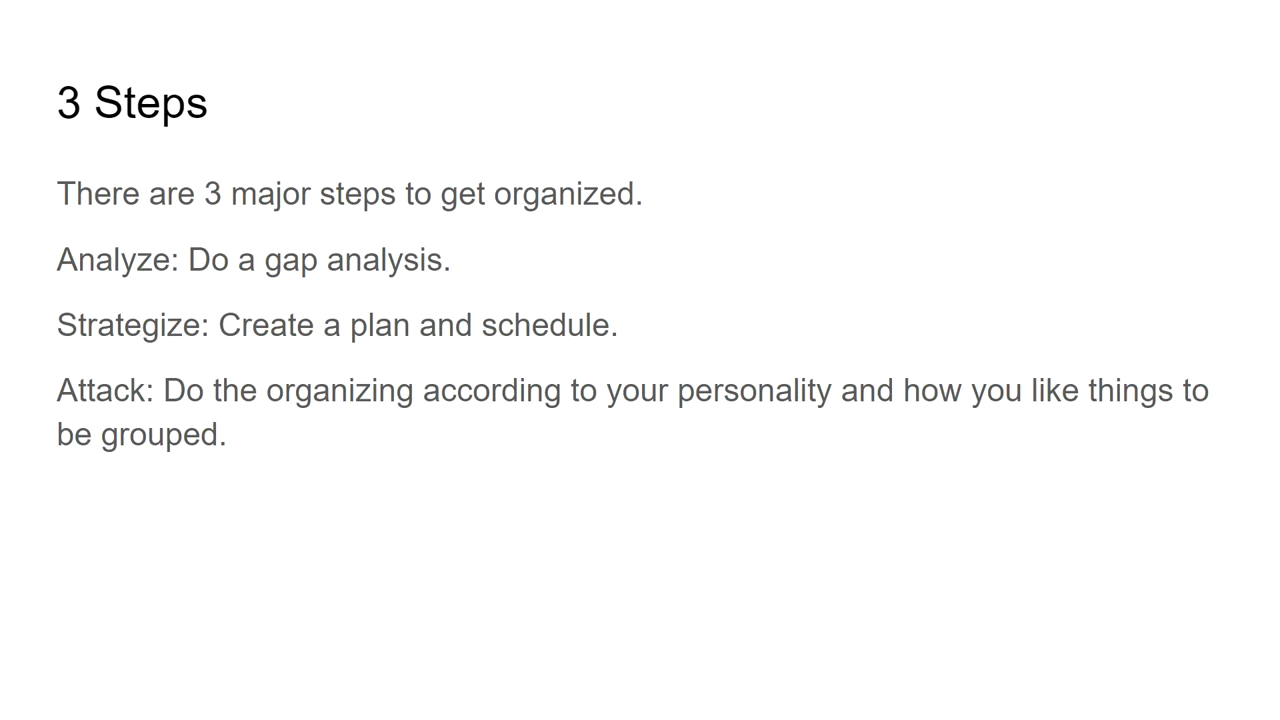 3 Steps
There are 3 major steps to get organized.
Analyze: Do a gap analysis.
Strategize: Create a plan and schedule.
Attack: Do the organizing according to your personality and how you like things to
be grouped.